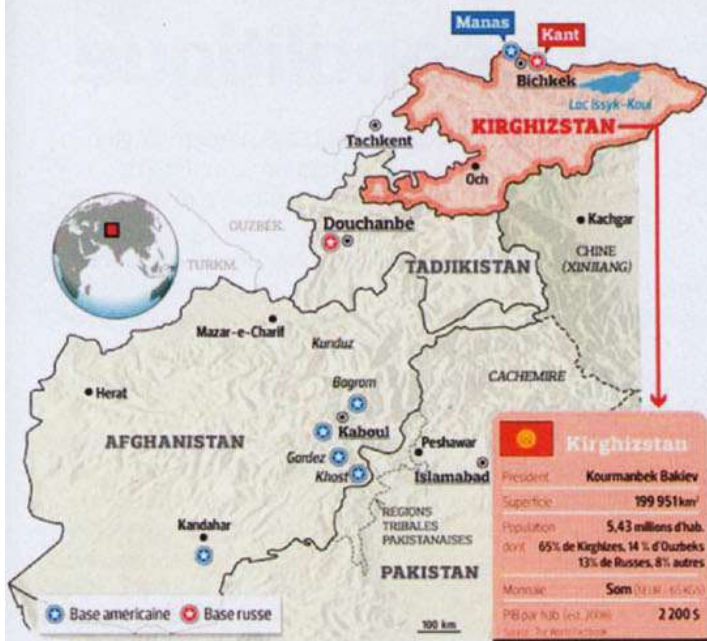 Manas
Kant
Bichkek
Lac Issyk-Koul
KIRGHIZSTAN
Tachkent
Och
OUZBÉK.
Douchanbe
Kachgar
CHINE
(XINJIANG)
TURKM.
TADJIKISTAN
Mazar-e-Charif
Kunduz
Herat
Bagram
CACHEMIRE
AFGHANISTAN
Kaboul
Gardez
Khost
Peshawar
Islamabad
Kandahar
RÉGIONS
TRIBALES
PAKISTANAISES
PAKISTAN
Base américaine
Base russe
100 km
Kirghizstan
Président Kourmanbek Bakiev
Superficie 199 951 km²
Population 5,43 millions d'hab.
dont 65% de Kirghizes, 14 % d'Ouzbeks
13% de Russes, 8% autres
Monnaie Som
PIB par hab. 2 200 $